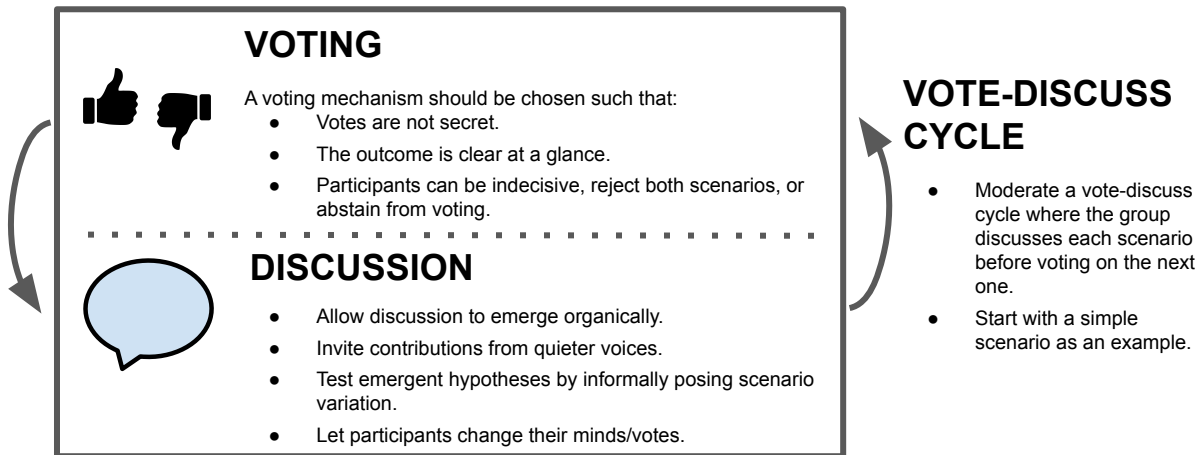 VOTING
A voting mechanism should be chosen such that:
● Votes are not secret.
● The outcome is clear at a glance.
● Participants can be indecisive, reject both scenarios, or
abstain from voting.
DISCUSSION
● Allow discussion to emerge organically.
● Invite contributions from quieter voices.
● Test emergent hypotheses by informally posing scenario
variation.
● Let participants change their minds/votes.
VOTE-DISCUSS
CYCLE
● Moderate a vote-discuss
cycle where the group
discusses each scenario
before voting on the next
one.
● Start with a simple
scenario as an example.